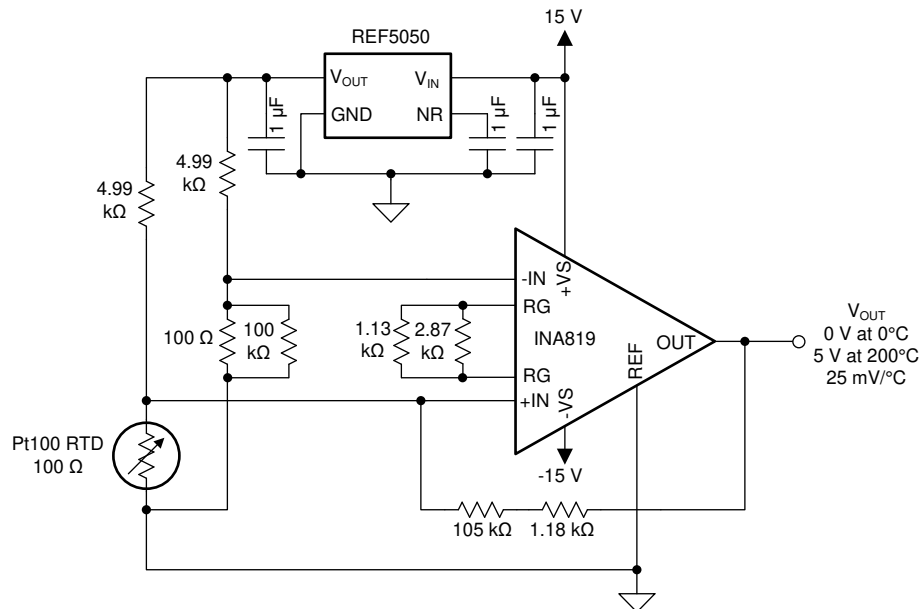 15 V
REF5050
VOUT
VIN
GND
NR
1 µF
1 µF
1 µF
4.99
kΩ
4.99
kΩ
-IN
+VS
RG
100 Ω
100
kΩ
1.13
kΩ
2.87
kΩ
INA819
OUT
REF
RG
+IN
-VS
-15 V
VOUT
0 V at 0°C
5 V at 200°C
25 mV/°C
Pt100 RTD
100 Ω
105 kΩ
1.18 kΩ